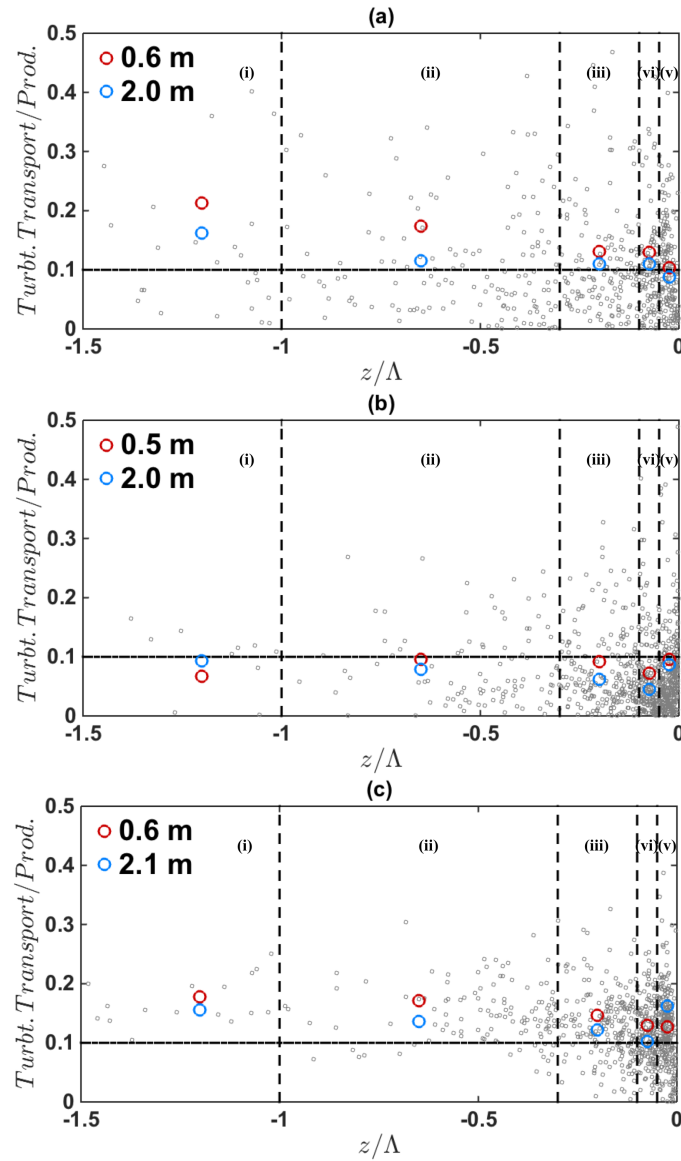 (a)
0.5
0.4
0.3
0.2
0.1
0
Turbt. Transport/Prod.
0.6 m
2.0 m
(i)
(ii)
(iii)
(vi)
(v)
-1.5
-1
-0.5
0
z/Λ
(b)
0.5
0.4
0.3
0.2
0.1
0
Turbt. Transport/Prod.
0.5 m
2.0 m
(i)
(ii)
(iii)
(vi)
(v)
-1.5
-1
-0.5
0
z/Λ
(c)
0.5
0.4
0.3
0.2
0.1
0
Turbt. Transport/Prod.
0.6 m
2.1 m
(i)
(ii)
(iii)
(vi)
(v)
-1.5
-1
-0.5
0
z/Λ